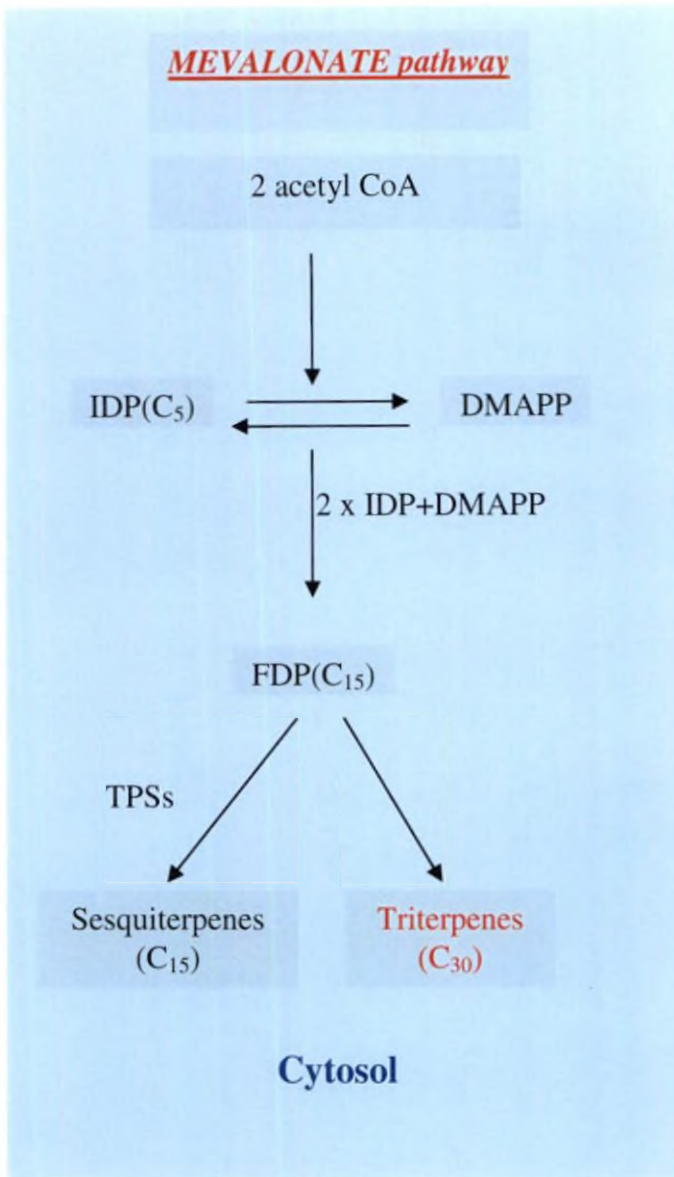 MEVALONATE pathway
2 acetyl CoA
IDP(C₅) DMAPP
2 x IDP+DMAPP
FDP(C₁₅)
TPSs
Sesquiterpenes Triterpenes
(C₁₅) (C₃₀)
Cytosol